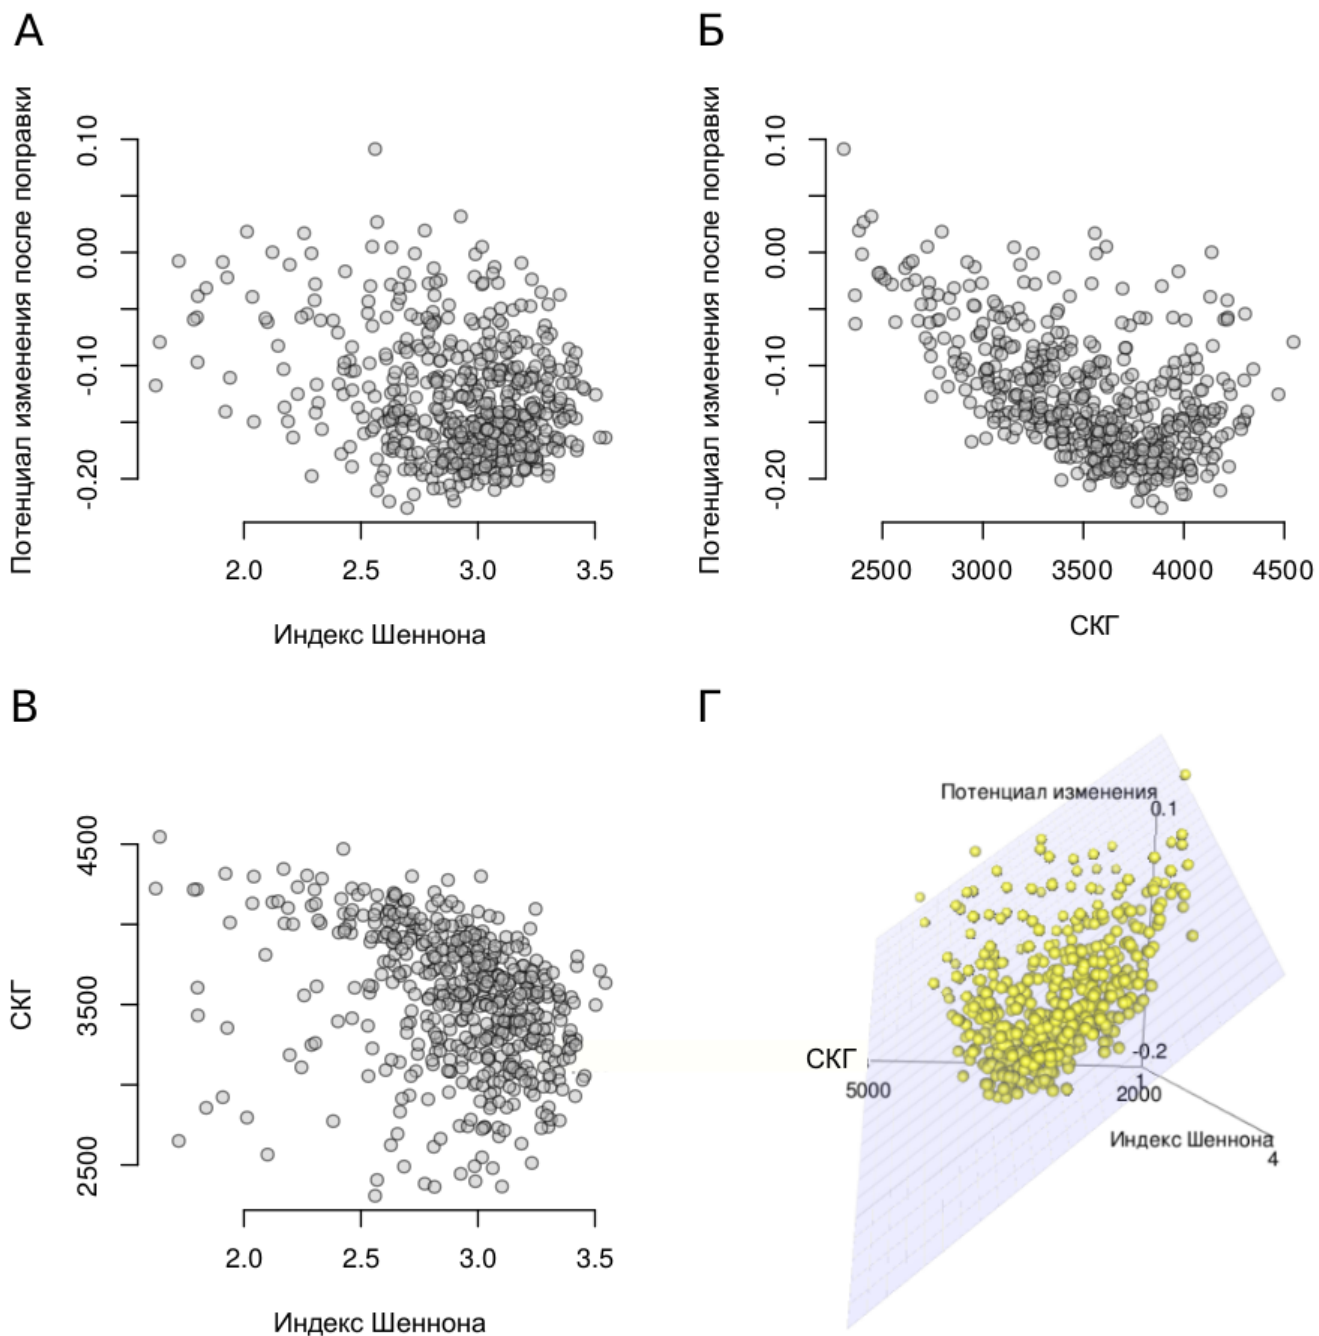 А
Потенциал изменения после поправки
0.10
0.00
-0.10
-0.20
2.0 2.5 3.0 3.5
Индекс Шеннона
Б
Потенциал изменения после поправки
0.10
0.00
-0.10
-0.20
2500 3000 3500 4000 4500
СКГ
В
СКГ
4500
3500
2500
2.0 2.5 3.0 3.5
Индекс Шеннона
Г
Потенциал изменения
0.1
-0.2
СКГ
5000
1
2000
Индекс Шеннона
4